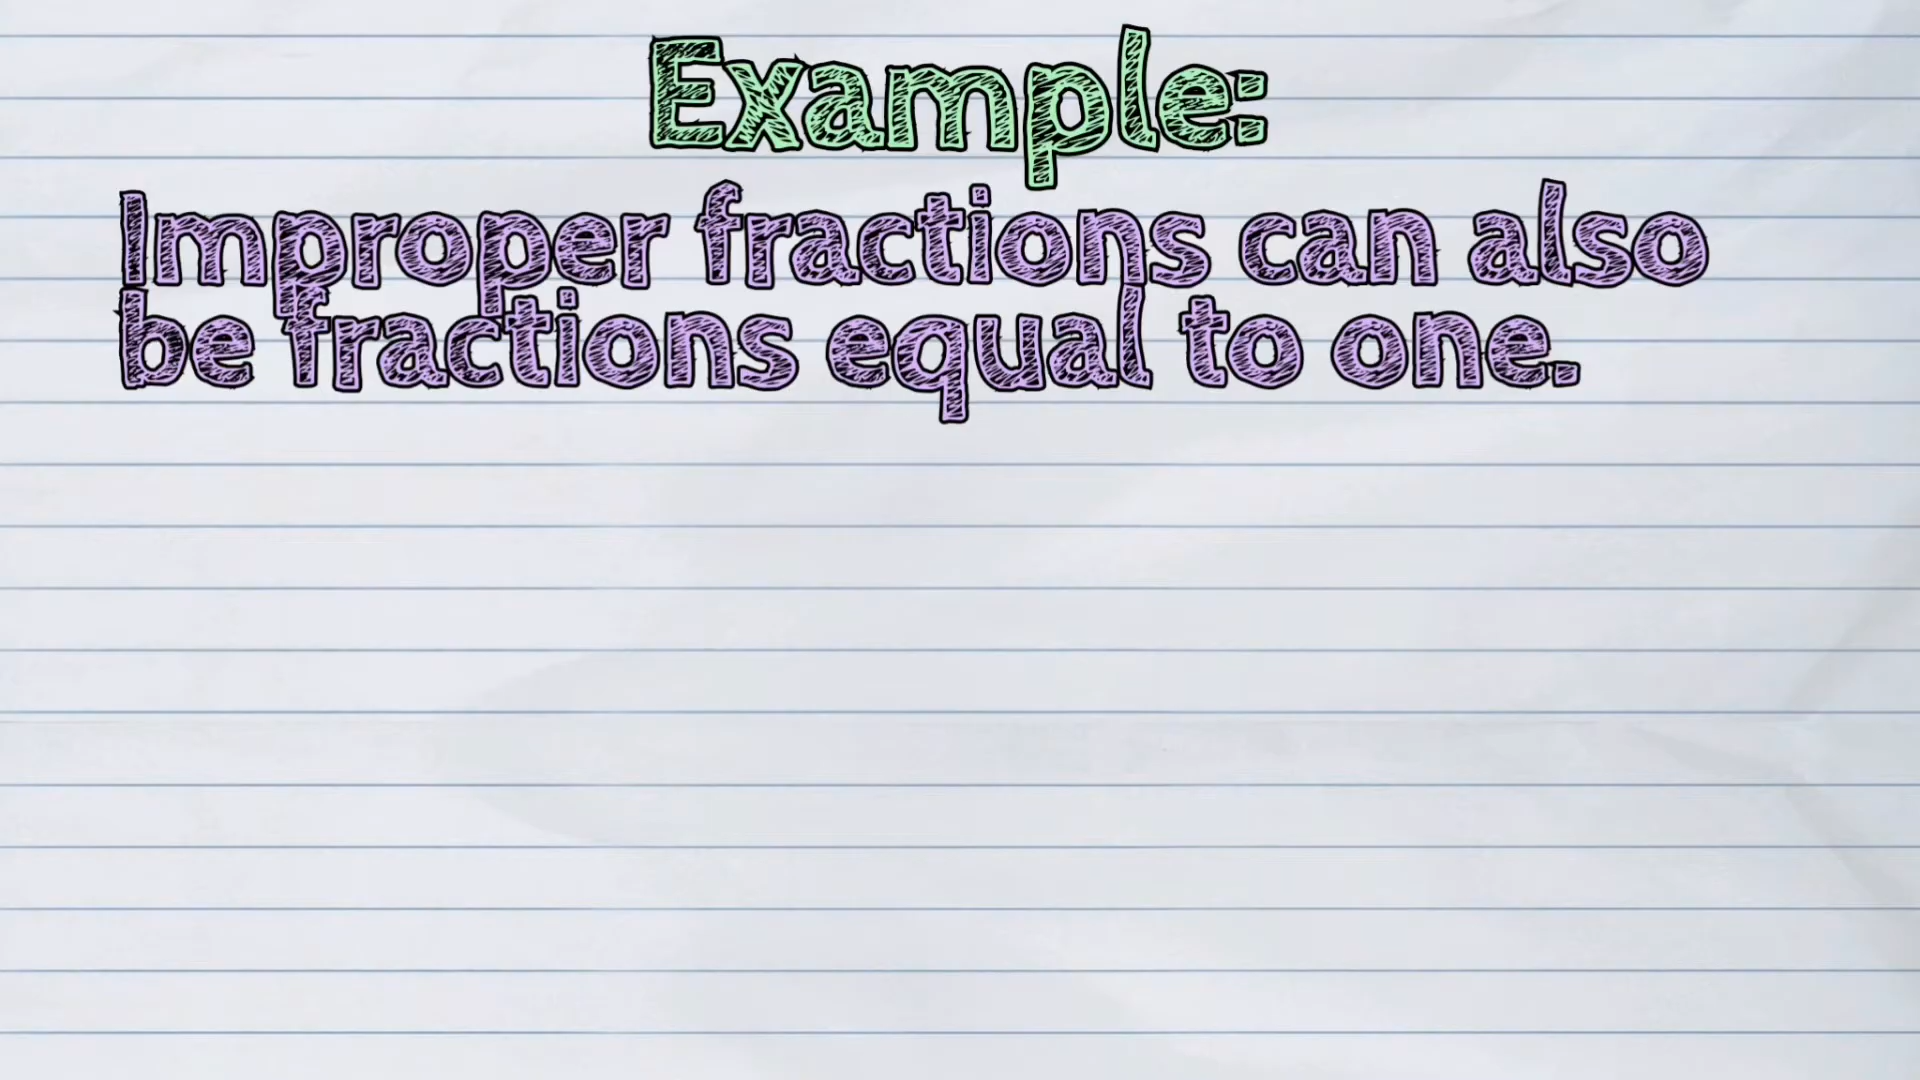 Example:
Improper fractions can also
be fractions equal to one.